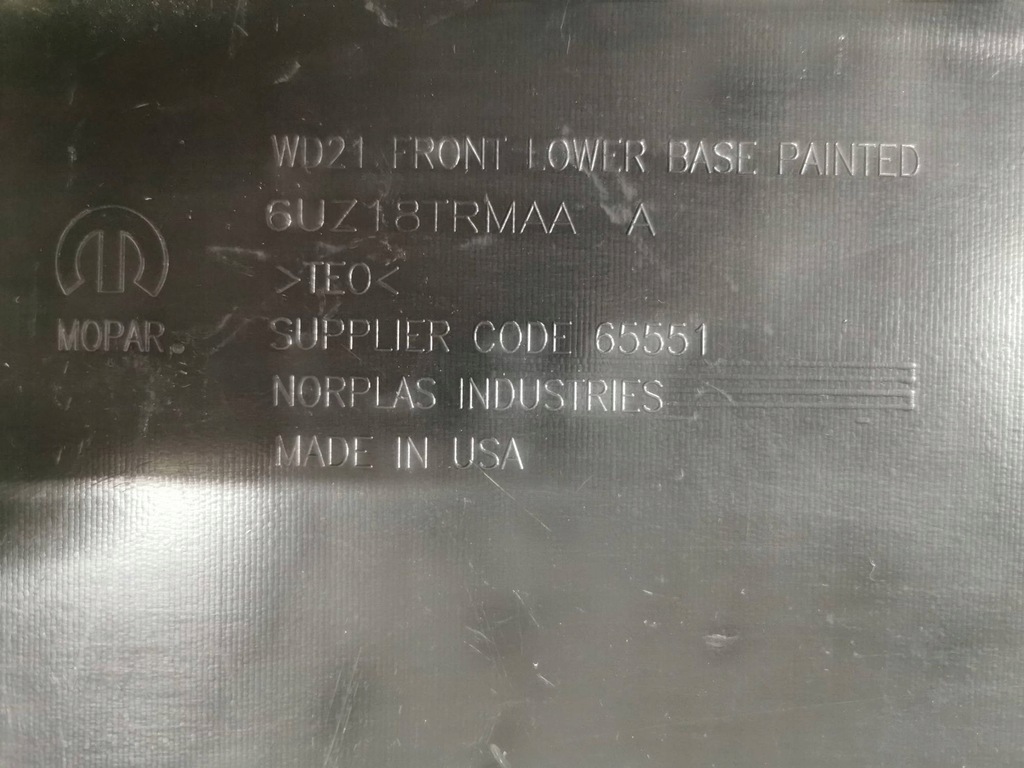 WD21 FRONT LOWER BASE PAINTED
6UZ18TRMAA A
>TEO<
SUPPLIER CODE 65551
NORPLAS INDUSTRIES
MADE IN USA
MOPAR